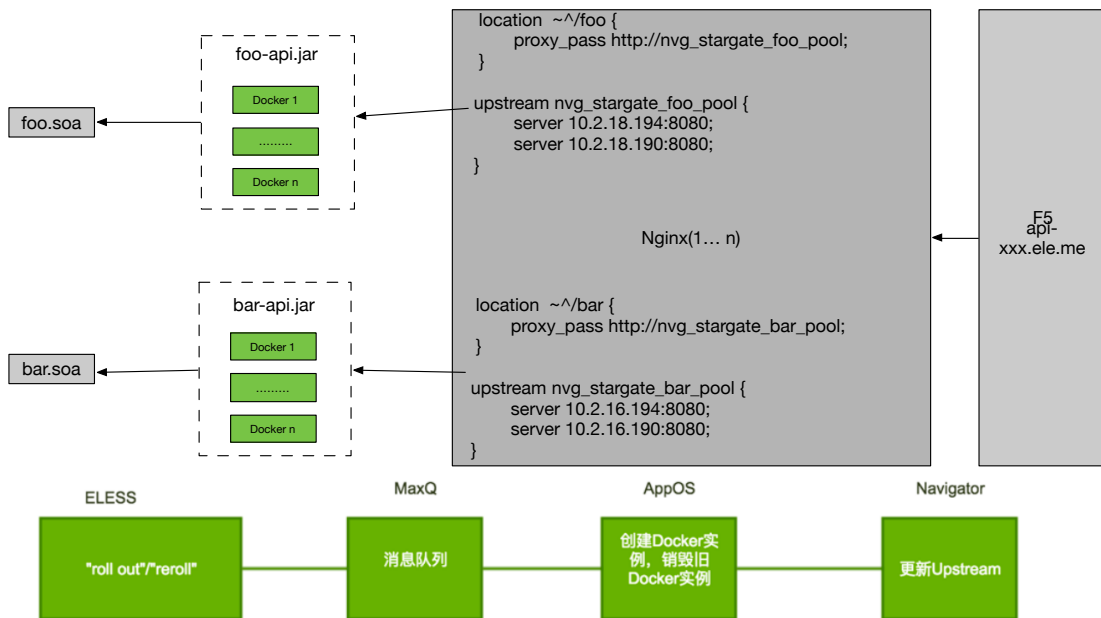 location  ~^/foo {
proxy_pass http://nvg_stargate_foo_pool;
}
upstream nvg_stargate_foo_pool {
server 10.2.18.194:8080;
server 10.2.18.190:8080;
}
foo-api.jar
Docker 1
.........
Docker n
foo.soa
Nginx(1... n)
F5
api-
xxx.ele.me
location  ~^/bar {
proxy_pass http://nvg_stargate_bar_pool;
}
upstream nvg_stargate_bar_pool {
server 10.2.16.194:8080;
server 10.2.16.190:8080;
}
bar-api.jar
Docker 1
.........
Docker n
bar.soa
ELESS
"roll out"/"reroll"
MaxQ
消息队列
AppOS
创建Docker实
例，销毁旧
Docker实例
Navigator
更新Upstream